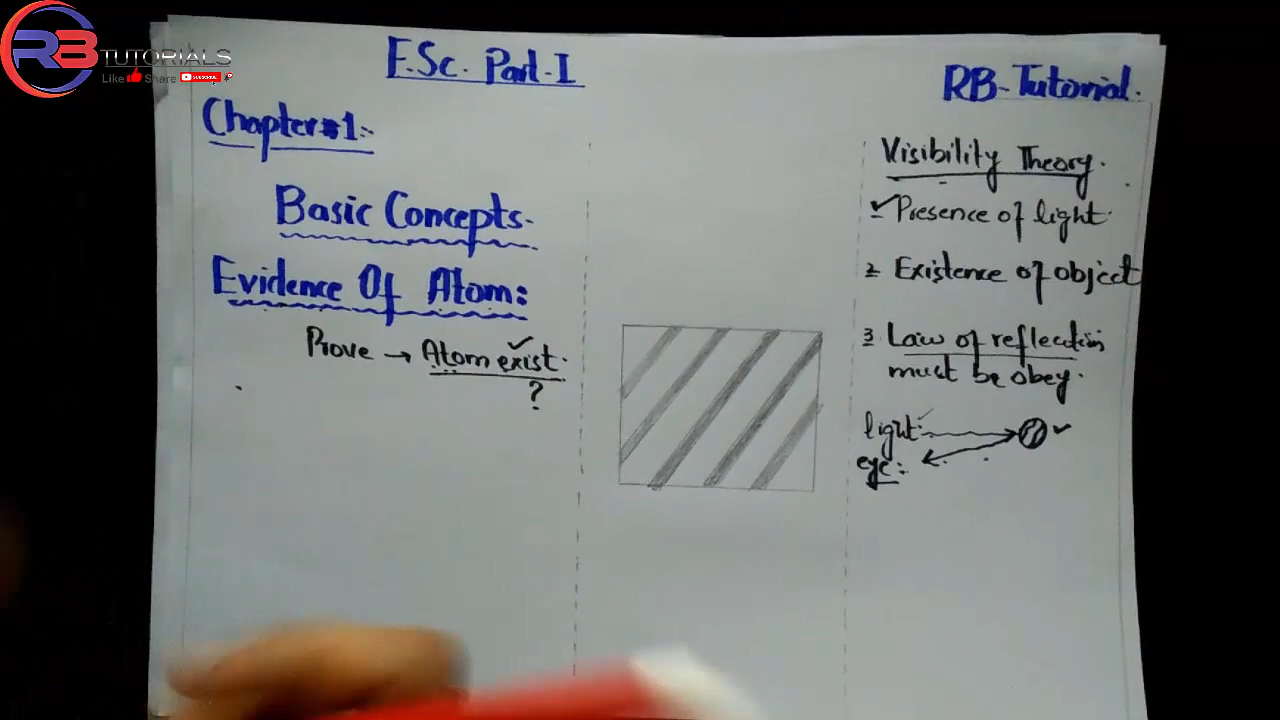 RB TUTORIALS
Like Share SUBSCRIBE
F.Sc. Part-I
RB-Tutorial.
Chapter#1:-
Basic Concepts.
Evidence Of Atom:
Prove → Atom exist.
?
Visibility Theory.
1 Presence of light.
2 Existence of object
3 Law of reflection
must be obey.
light:
eye: